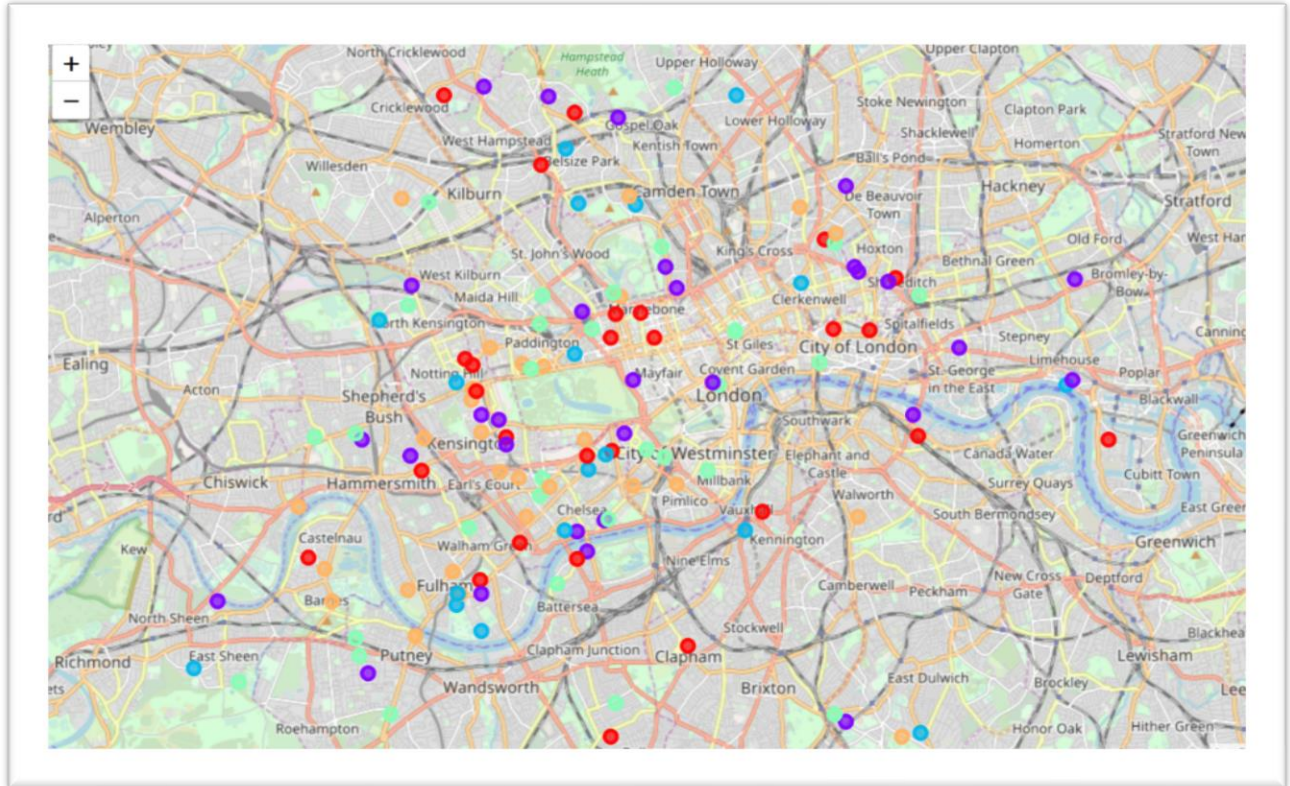 +
−
North Cricklewood
Hampstead
Heath
Upper Holloway
Upper Clapton
Cricklewood
Stoke Newington
Clapton Park
Wembley
Gospel Oak
Lower Holloway
Shacklewell
Stratford New
Town
West Hampstead
Kentish Town
Homerton
Willesden
Belsize Park
Ball's Pond
Kilburn
Camden Town
De Beauvoir
Town
Hackney
Stratford
Alperton
St. John's Wood
King's Cross
Hoxton
Old Ford
West Har
West Kilburn
Bethnal Green
Bromley-by-
Bow
Maida Hill
Clerkenwell
North Kensington
Paddington
St Giles
Spitalfields
City of London
Stepney
Canning
Ealing
Notting Hill
Mayfair
Covent Garden
St. George
in the East
Limehouse
Poplar
Acton
Shepherd's
Bush
London
Blackwall
Southwark
Kensington
City of Westminster
Elephant and
Castle
Canada Water
Greenwich
Peninsula
Chiswick
Hammersmith
Earl's Court
Millbank
Surrey Quays
Cubitt Town
Pimlico
Walworth
Chelsea
Vauxhall
South Bermondsey
East Green
Kew
Castelnau
Walham Green
Kennington
Greenwich
Nine Elms
Fulham
Camberwell
Peckham
New Cross
Gate
Deptford
Barnes
Battersea
North Sheen
Stockwell
Blackhea
Richmond
East Sheen
Putney
Clapham Junction
Clapham
Lewisham
Wandsworth
Brixton
East Dulwich
Brockley
Lee
Roehampton
Honor Oak
Hither Green